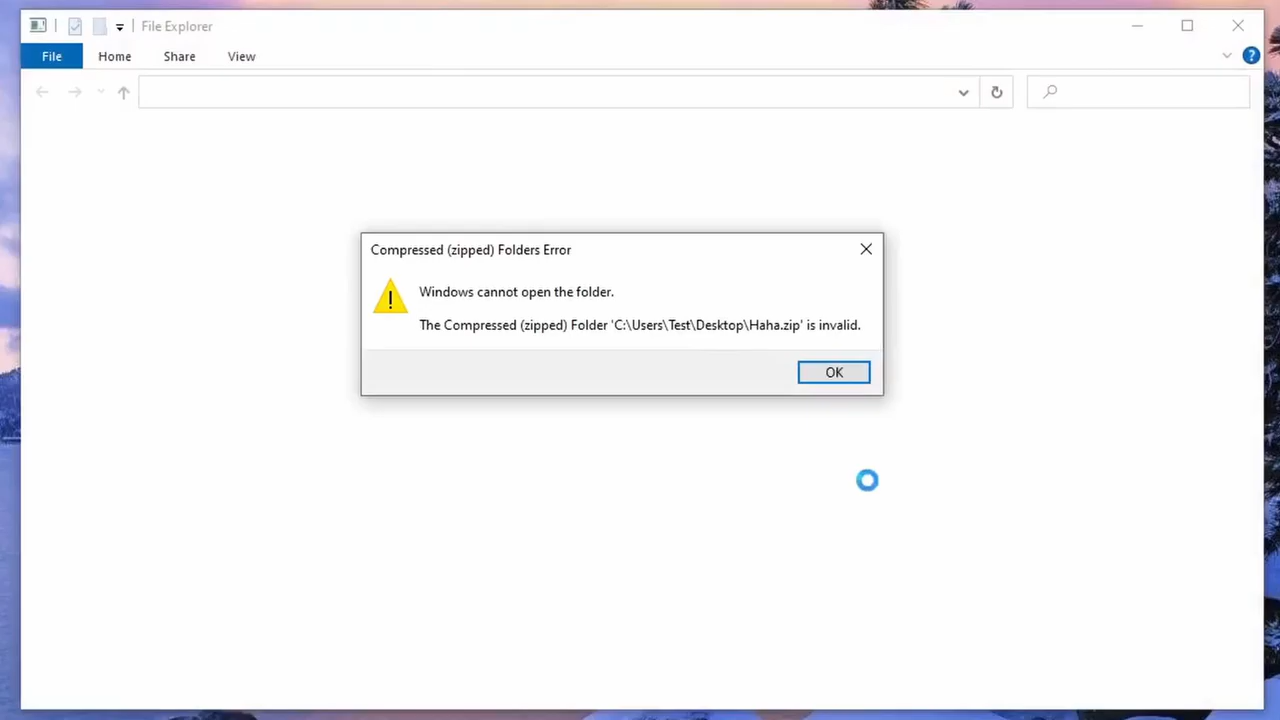 File Explorer
File Home Share View
?
Compressed (zipped) Folders Error
!
Windows cannot open the folder.
The Compressed (zipped) Folder 'C:\Users\Test\Desktop\Haha.zip' is invalid.
OK